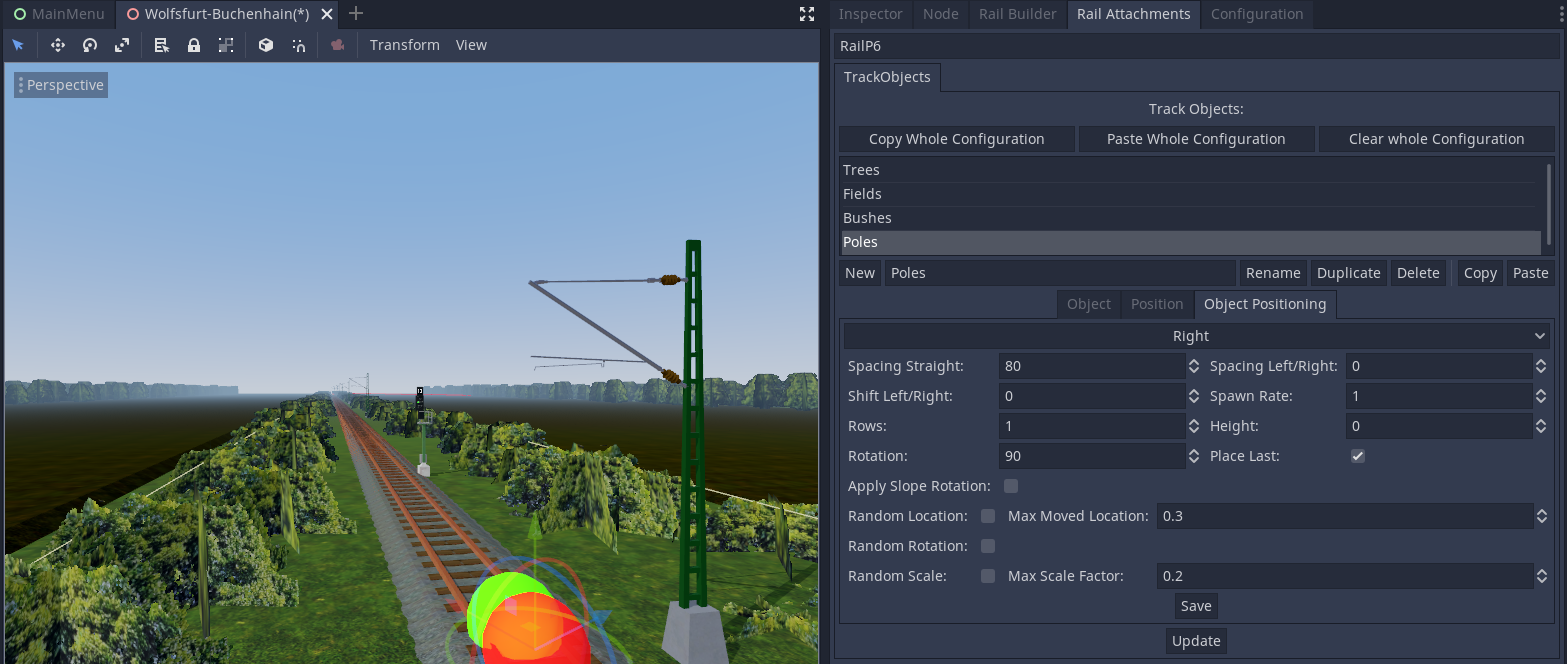 MainMenu Wolfsfurt-Buchenhain(*)
Transform View
Perspective
Inspector Node Rail Builder Rail Attachments Configuration
RailP6
TrackObjects
Track Objects:
Copy Whole Configuration Paste Whole Configuration Clear whole Configuration
Trees
Fields
Bushes
Poles
New Poles Rename Duplicate Delete Copy Paste
Object Position Object Positioning
Right
Spacing Straight: 80 Spacing Left/Right: 0
Shift Left/Right: 0 Spawn Rate: 1
Rows: 1 Height: 0
Rotation: 90 Place Last:
Apply Slope Rotation:
Random Location: Max Moved Location: 0.3
Random Rotation:
Random Scale: Max Scale Factor: 0.2
Save
Update